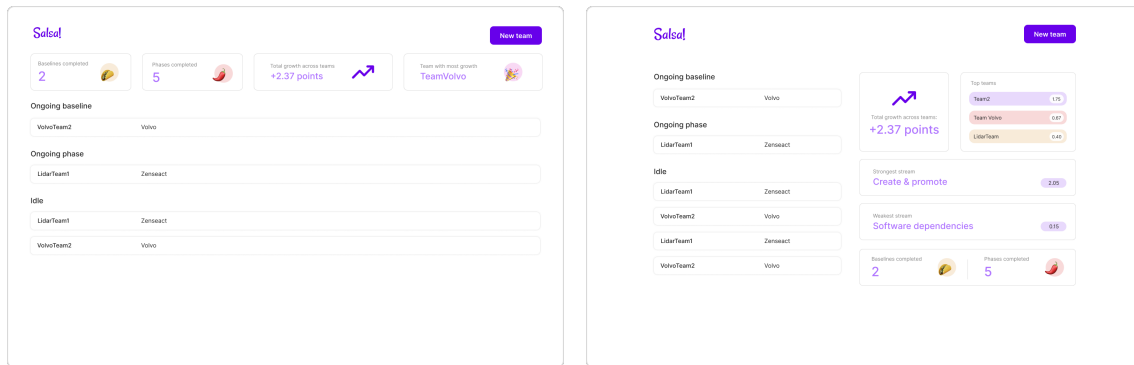 Salsa!
New team
Baselines completed
2
Phases completed
5
Total growth across teams
+2.37 points
Team with most growth
TeamVolvo
Ongoing baseline
VolvoTeam2 Volvo
Ongoing phase
LidarTeam1 Zenseact
Idle
LidarTeam1 Zenseact
VolvoTeam2 Volvo
Salsa!
New team
Ongoing baseline
VolvoTeam2 Volvo
Ongoing phase
LidarTeam1 Zenseact
Idle
LidarTeam1 Zenseact
VolvoTeam2 Volvo
LidarTeam1 Zenseact
VolvoTeam2 Volvo
Total growth across teams:
+2.37 points
Top teams
Team2 1.75
Team Volvo 0.67
LidarTeam 0.40
Strongest stream
Create & promote
2.05
Weakest stream
Software dependencies
0.15
Baselines completed
2
Phases completed
5